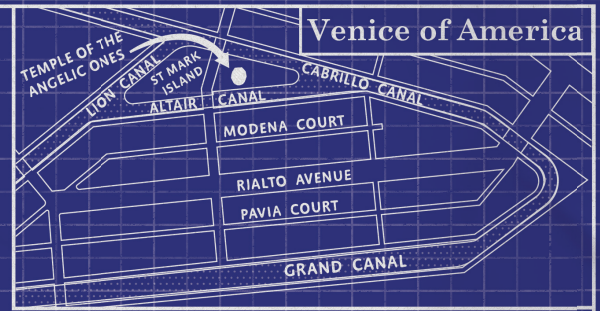 Venice of America
TEMPLE OF THE
ANGELIC ONES
LION CANAL
ST MARK
ISLAND
CABRILLO CANAL
ALTAIR CANAL
MODENA COURT
RIALTO AVENUE
PAVIA COURT
GRAND CANAL